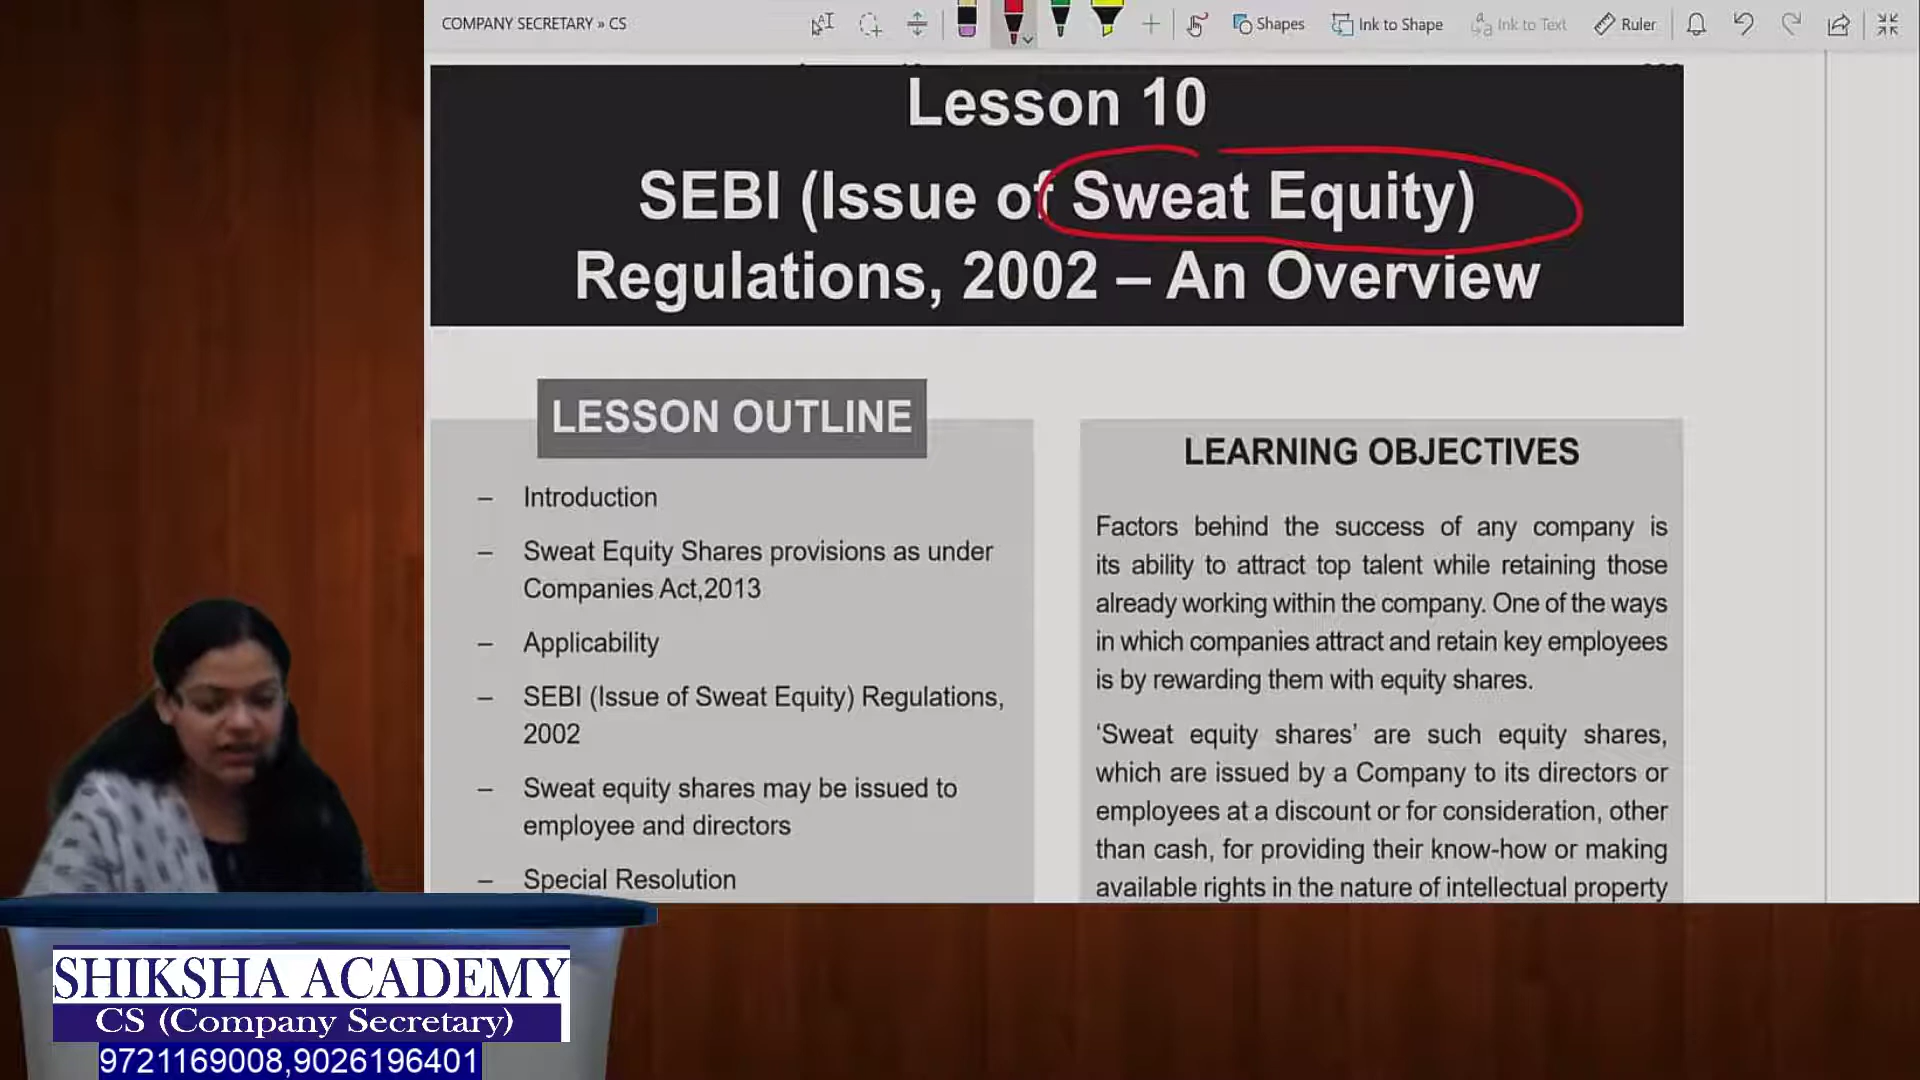 COMPANY SECRETARY » CS
Shapes
Ink to Shape
Ink to Text
Ruler
Lesson 10
SEBI (Issue of Sweat Equity)
Regulations, 2002 – An Overview
LESSON OUTLINE
– Introduction
– Sweat Equity Shares provisions as under
Companies Act,2013
– Applicability
– SEBI (Issue of Sweat Equity) Regulations,
2002
– Sweat equity shares may be issued to
employee and directors
– Special Resolution
LEARNING OBJECTIVES
Factors behind the success of any company is
its ability to attract top talent while retaining those
already working within the company. One of the ways
in which companies attract and retain key employees
is by rewarding them with equity shares.
‘Sweat equity shares’ are such equity shares,
which are issued by a Company to its directors or
employees at a discount or for consideration, other
than cash, for providing their know-how or making
available rights in the nature of intellectual property
SHIKSHA ACADEMY
CS (Company Secretary)
9721169008,9026196401